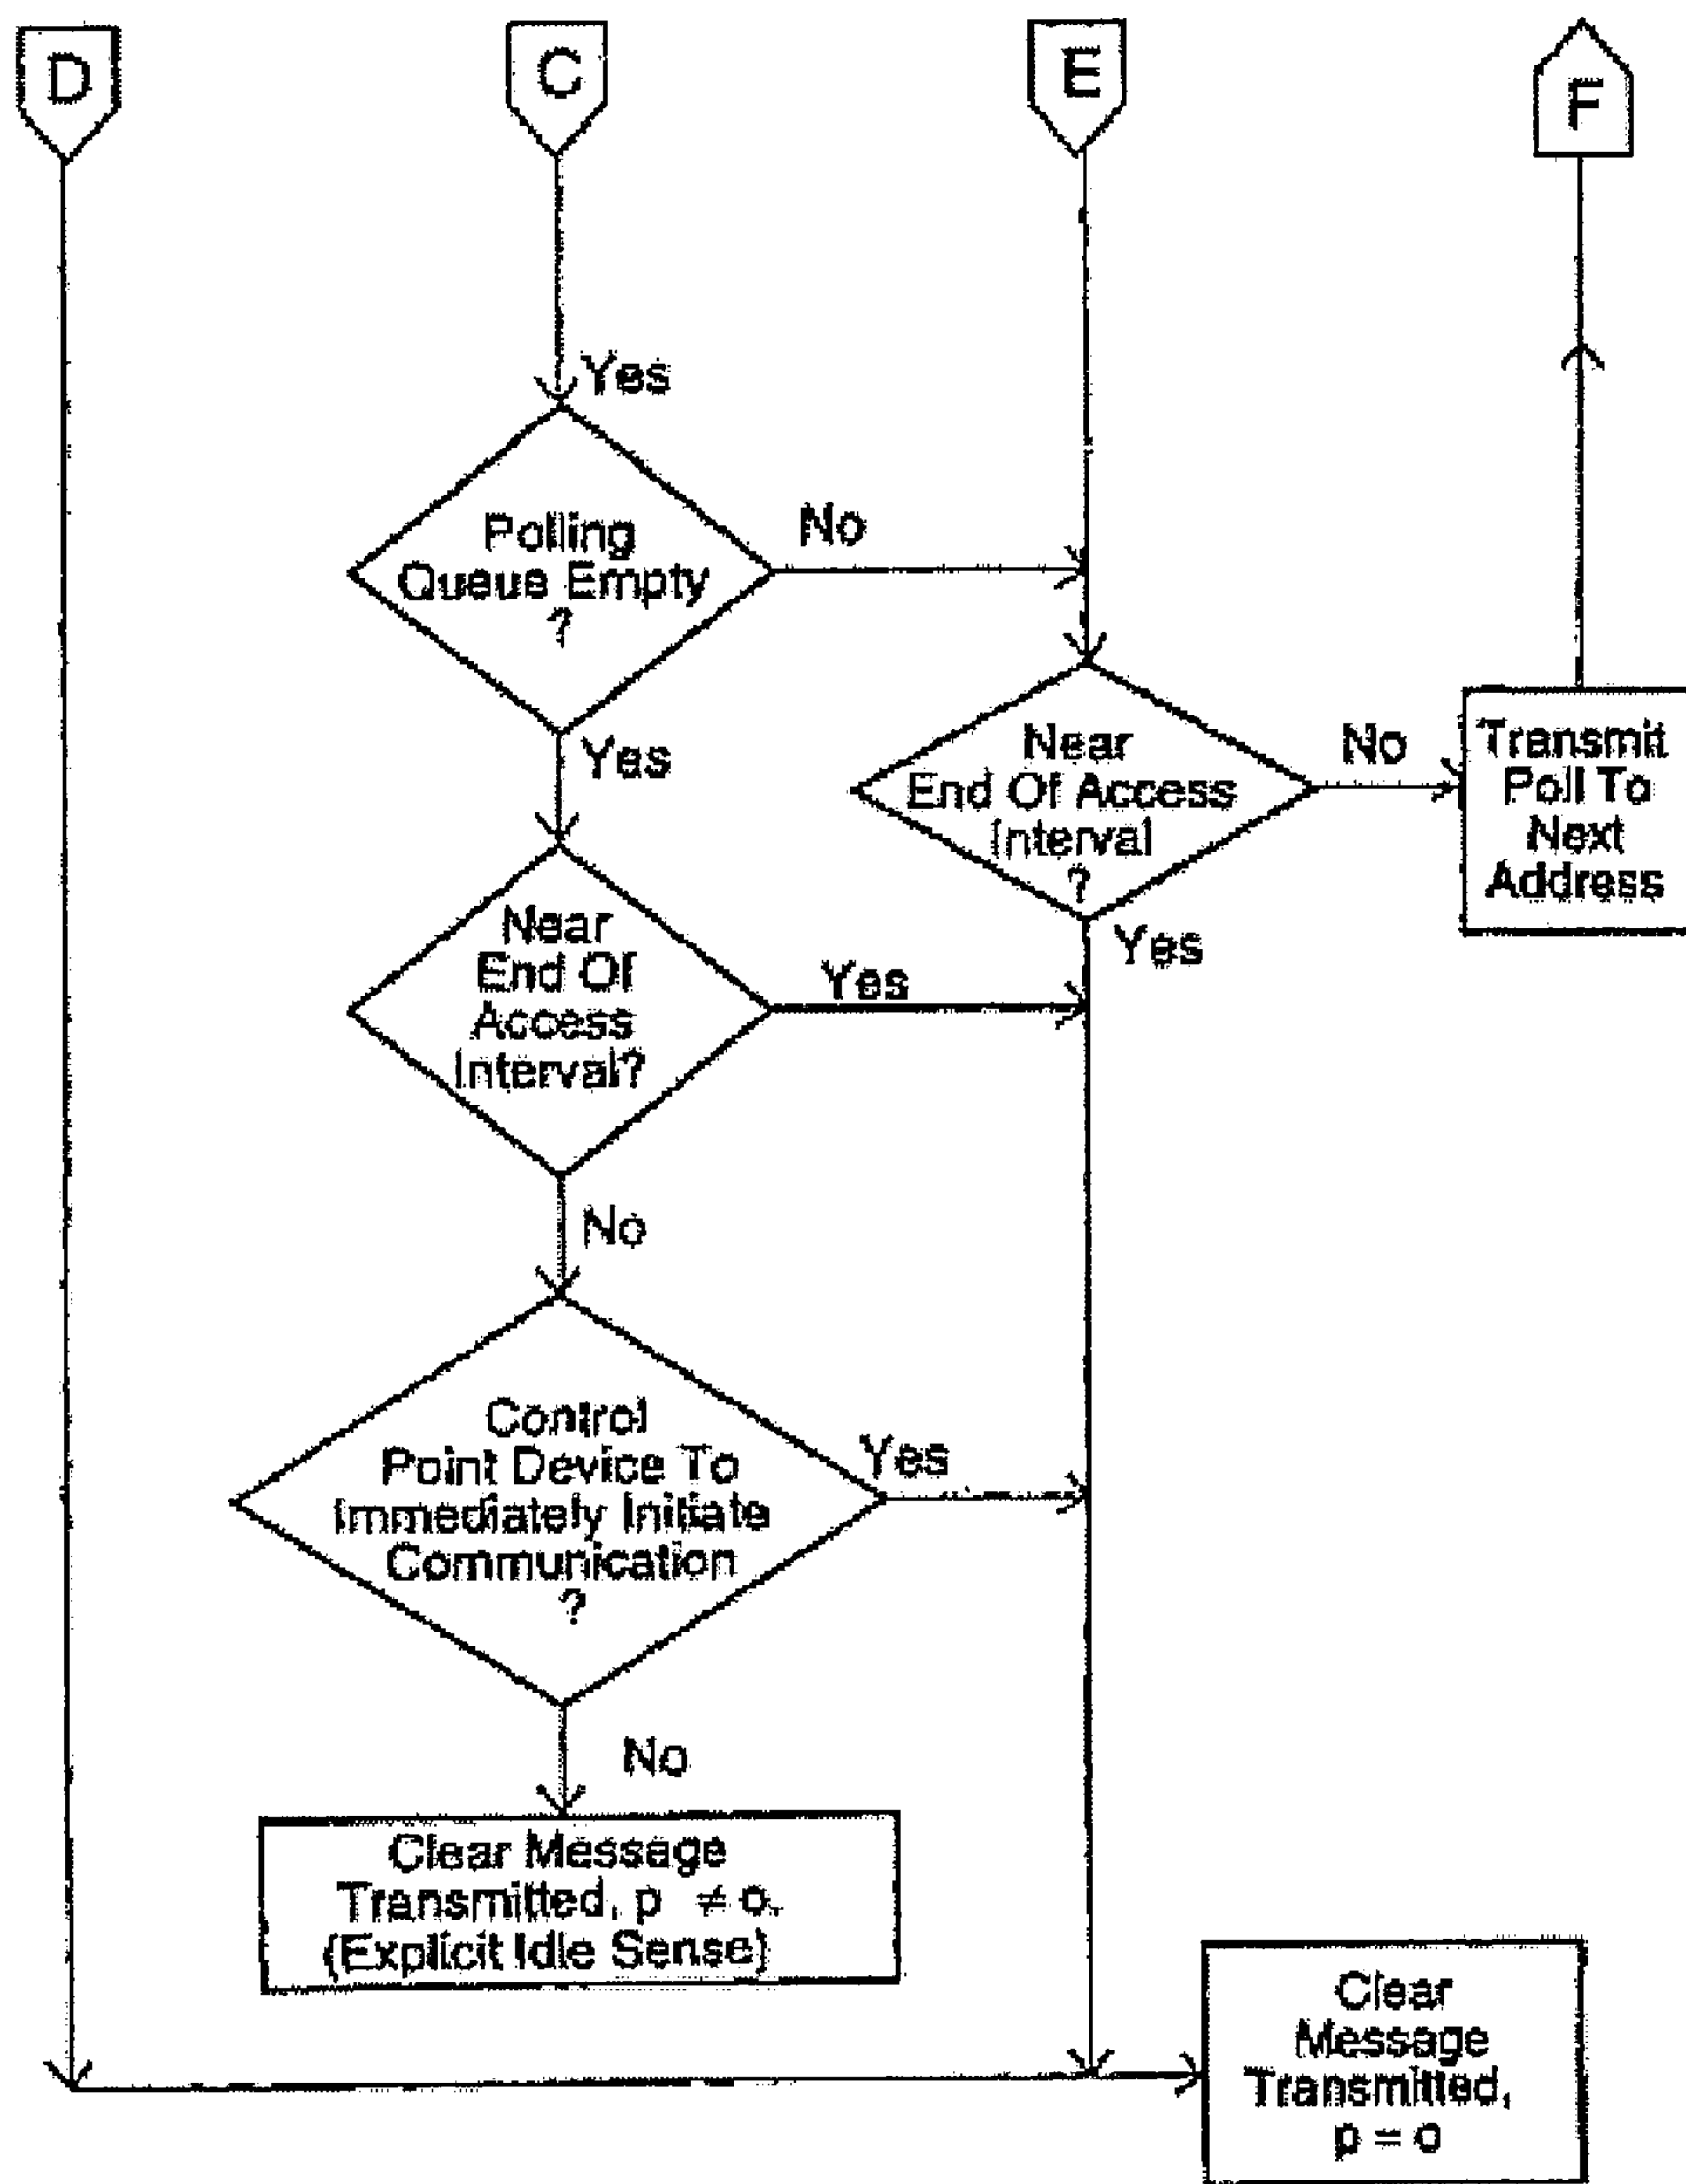 D
C
E
F
Yes
Polling
Queue Empty
?
No
Yes
Near
End Of Access
Interval
?
No
Transmit
Poll To
Next
Address
Yes
Near
End Of
Access
Interval?
Yes
No
Control
Point Device To
Immediately Initiate
Communication
?
Yes
No
Clear Message
Transmitted, p ≠ o.
(Explicit Idle Sense)
Clear
Message
Transmitted,
p = o